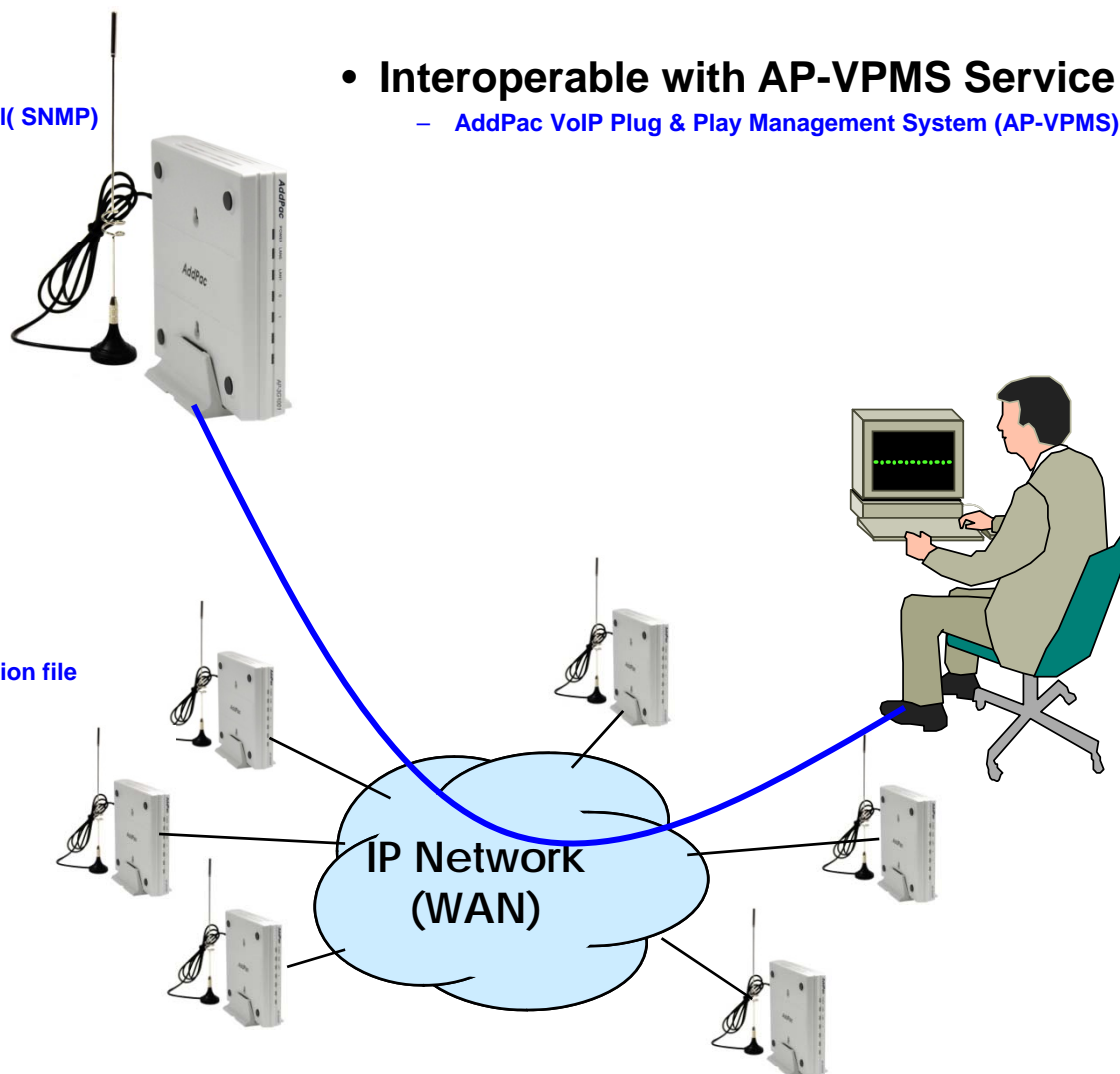 • Interoperable with AP-VPMS Service
– AddPac VoIP Plug & Play Management System (AP-VPMS)
l( SNMP)
AddPac
AddPac
ion file
IP Network
(WAN)